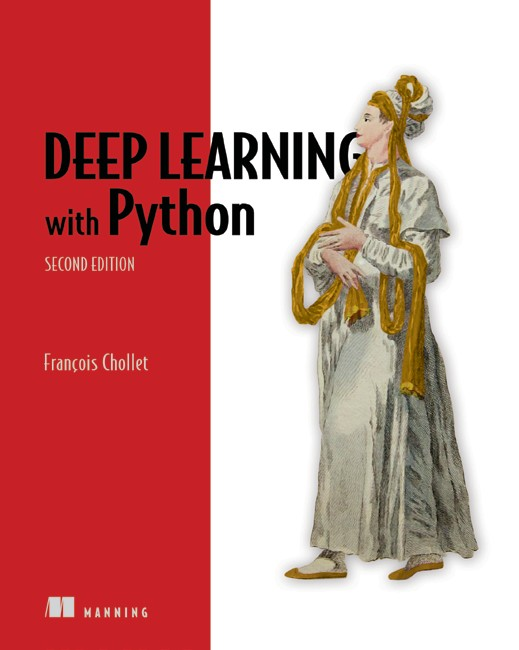 DEEP LEARNING
with Python
SECOND EDITION
François Chollet
MANNING